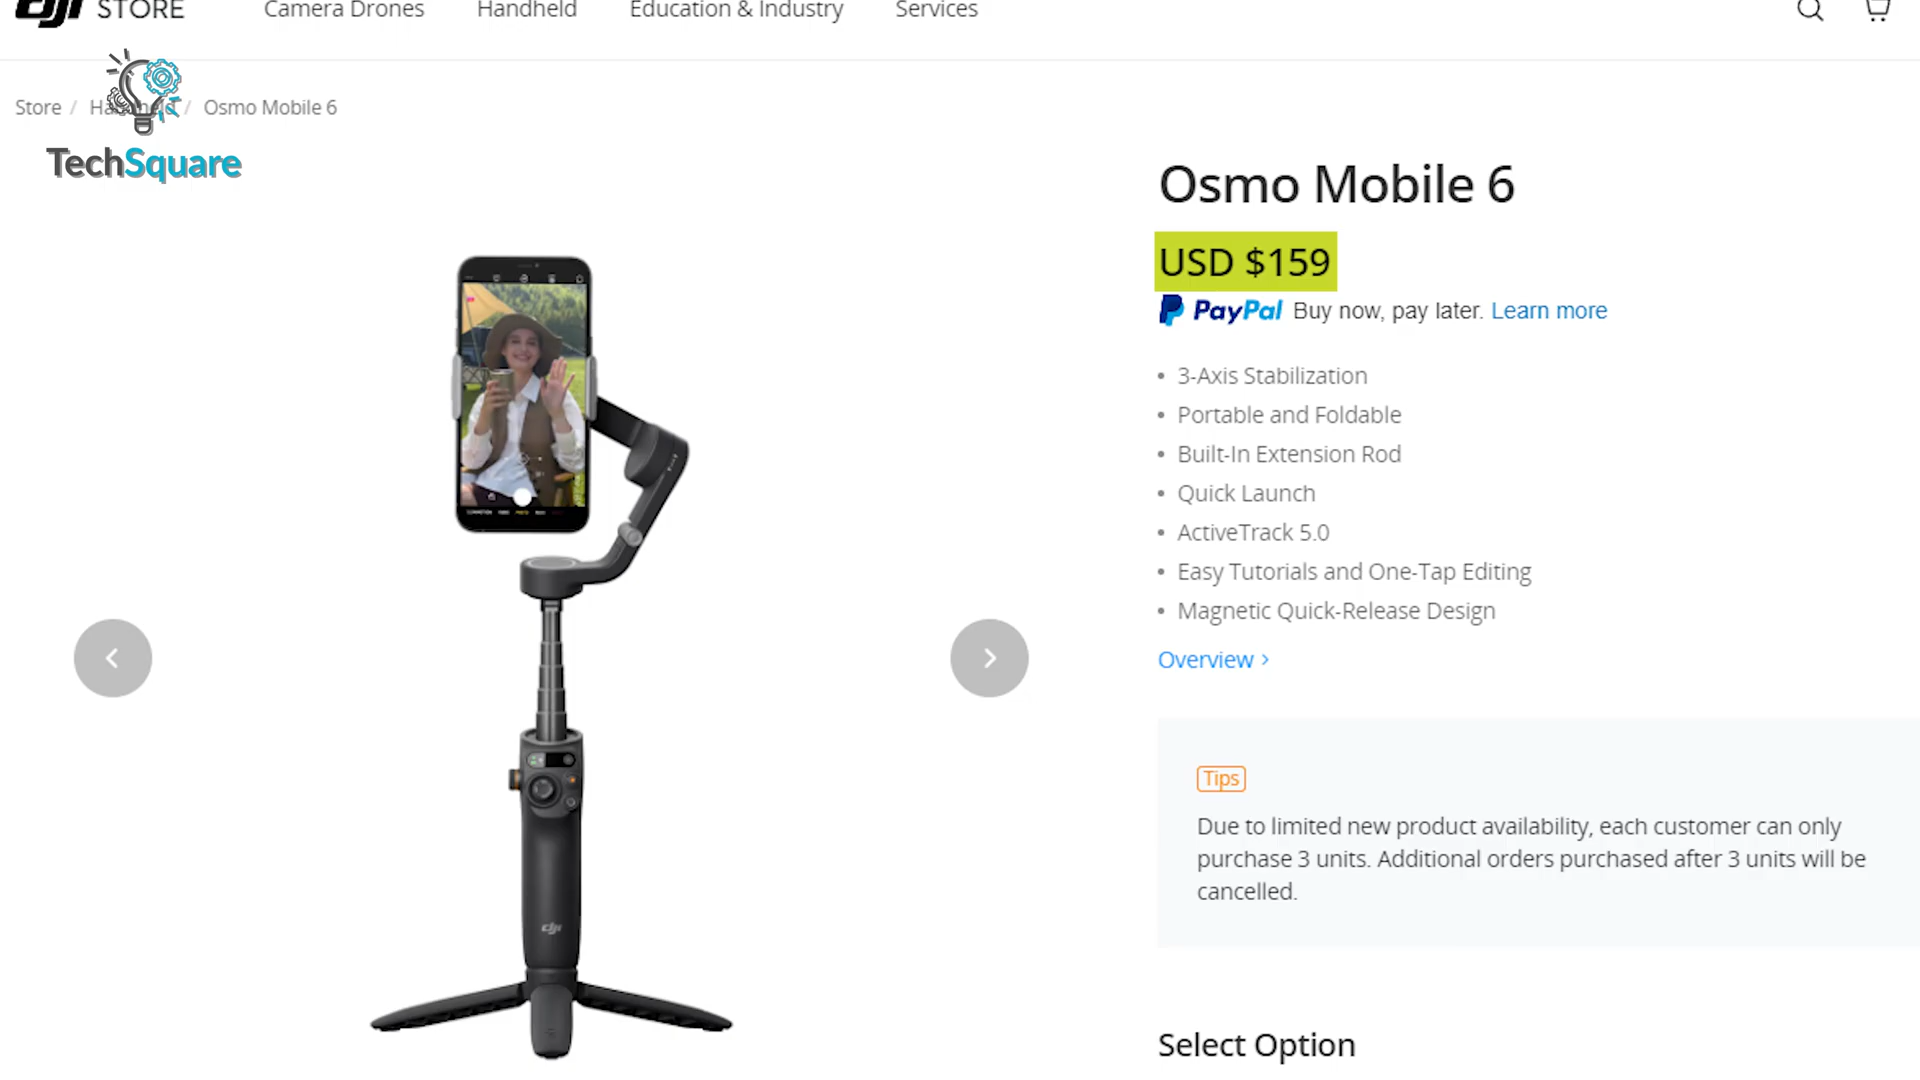 dji STORE
Camera Drones
Handheld
Education & Industry
Services
Store / Handheld / Osmo Mobile 6
TechSquare
Osmo Mobile 6
USD $159
PayPal Buy now, pay later. Learn more
• 3-Axis Stabilization
• Portable and Foldable
• Built-In Extension Rod
• Quick Launch
• ActiveTrack 5.0
• Easy Tutorials and One-Tap Editing
• Magnetic Quick-Release Design
Overview >
Tips
Due to limited new product availability, each customer can only
purchase 3 units. Additional orders purchased after 3 units will be
cancelled.
dji
Select Option